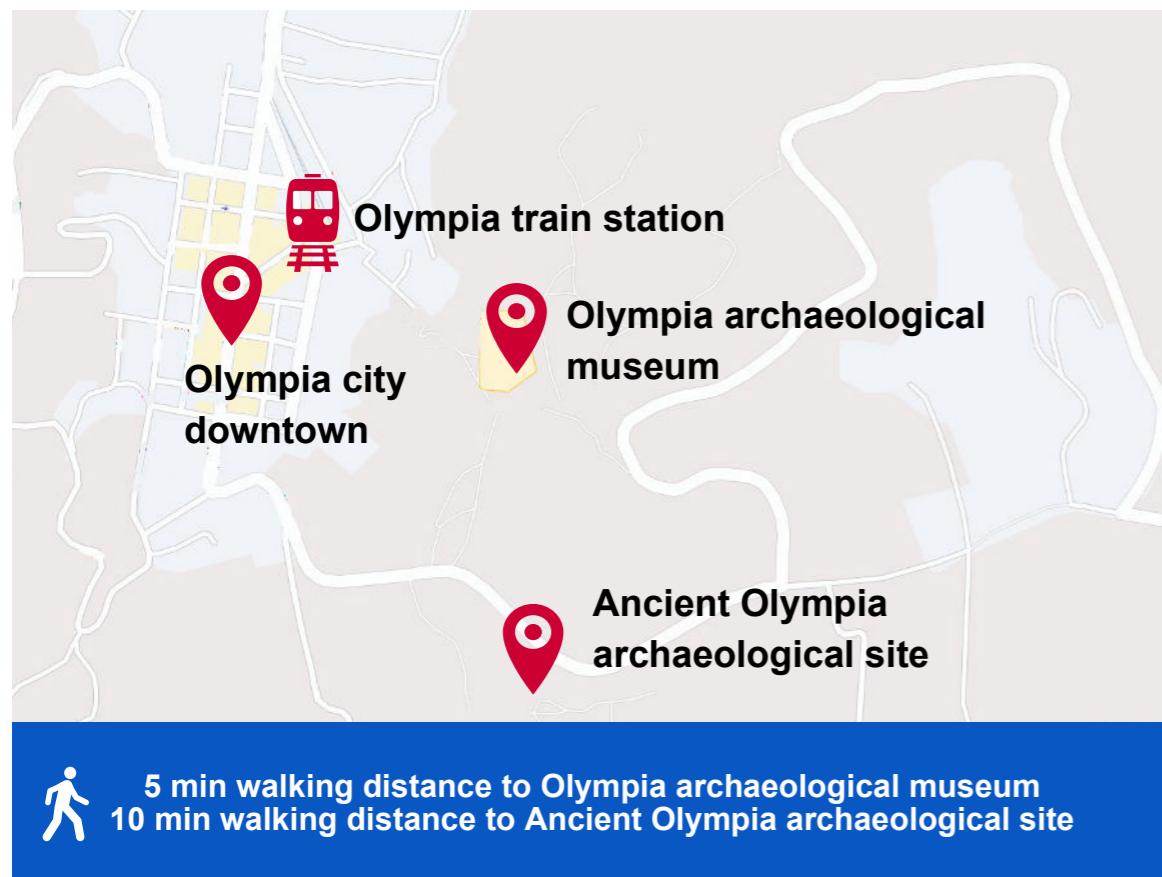 Olympia train station
Olympia archaeological
museum
Olympia city
downtown
Ancient Olympia
archaeological site
5 min walking distance to Olympia archaeological museum
10 min walking distance to Ancient Olympia archaeological site